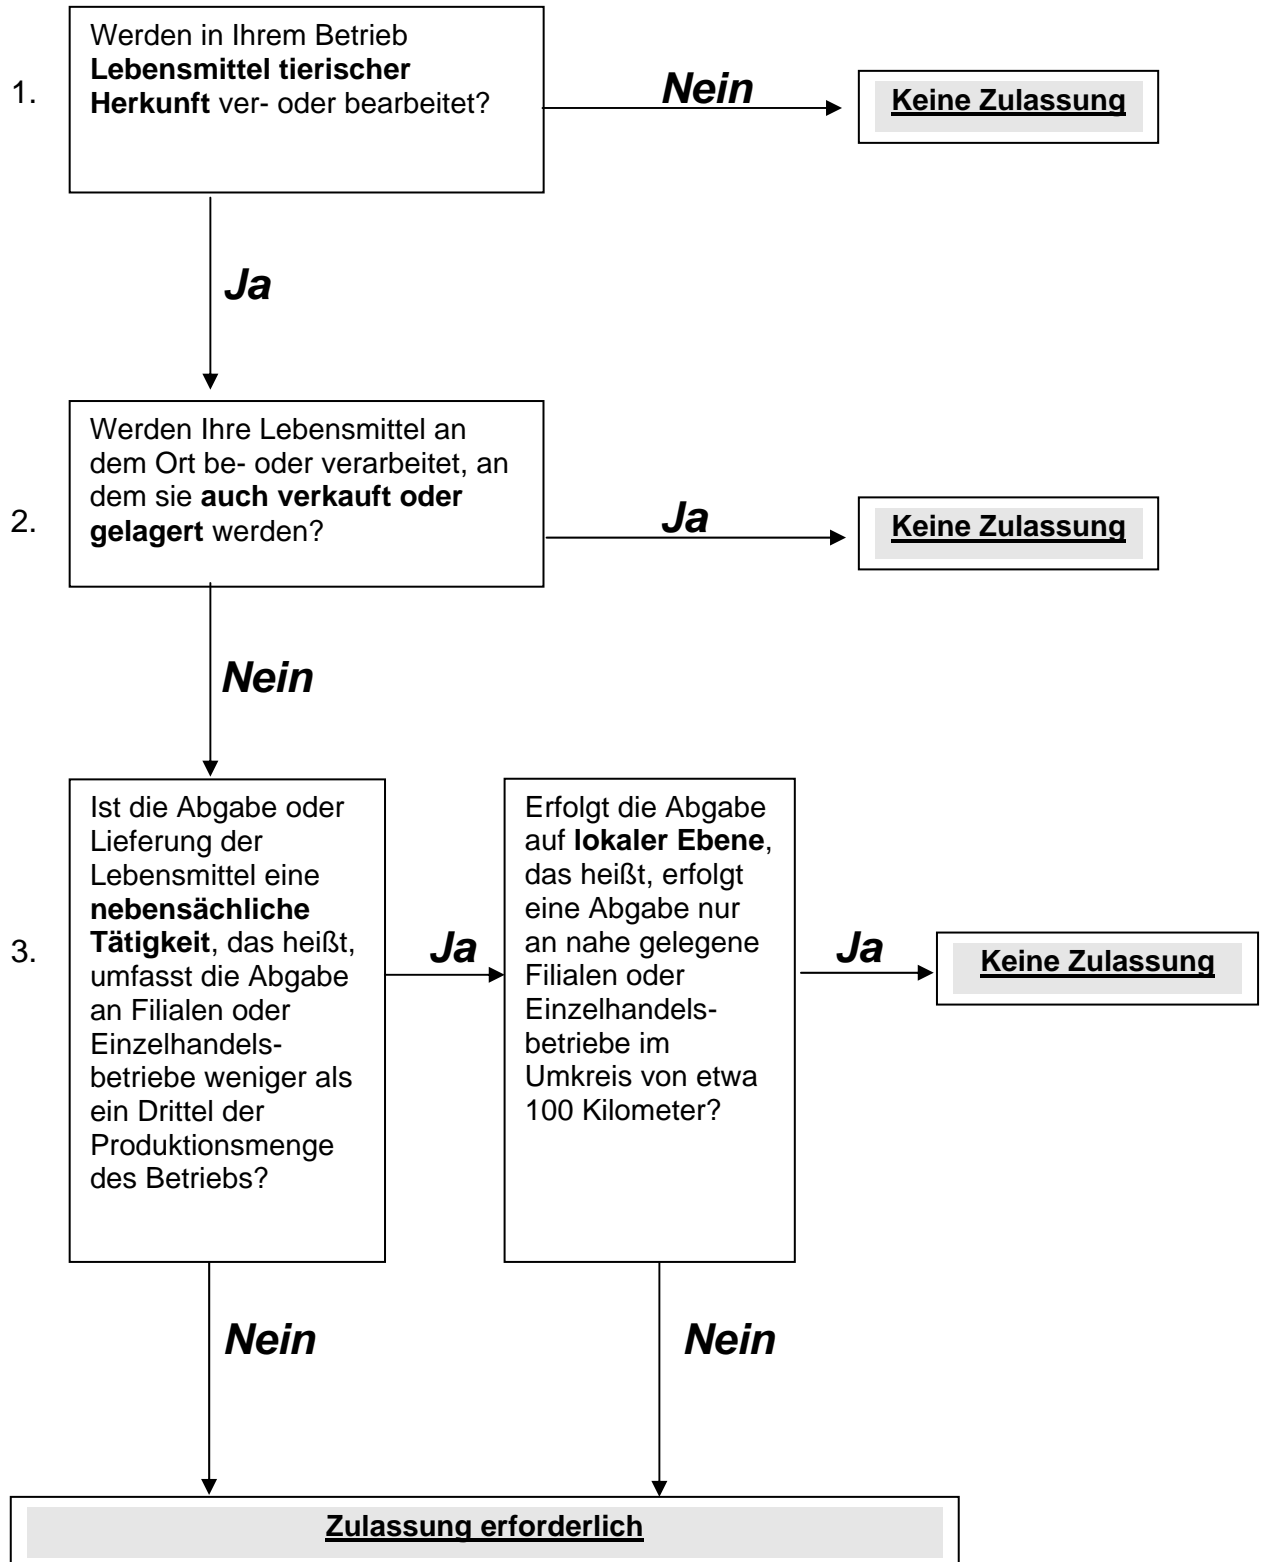 Werden in Ihrem Betrieb
Lebensmittel tierischer
1.
Herkunft ver- oder bearbeitet?
Nein
Keine Zulassung
Ja
Werden Ihre Lebensmittel an
dem Ort be- oder verarbeitet, an
dem sie auch verkauft oder
2.
gelagert werden?
Ja
Keine Zulassung
Nein
3.
Ist die Abgabe oder
Lieferung der
Lebensmittel eine
nebensächliche
Tätigkeit, das heißt,
umfasst die Abgabe
an Filialen oder
Einzelhandels-
betriebe weniger als
ein Drittel der
Produktionsmenge
des Betriebs?
Ja
Erfolgt die Abgabe
auf lokaler Ebene,
das heißt, erfolgt
eine Abgabe nur
an nahe gelegene
Filialen oder
Einzelhandels-
betriebe im
Umkreis von etwa
100 Kilometer?
Ja
Keine Zulassung
Nein
Nein
Zulassung erforderlich